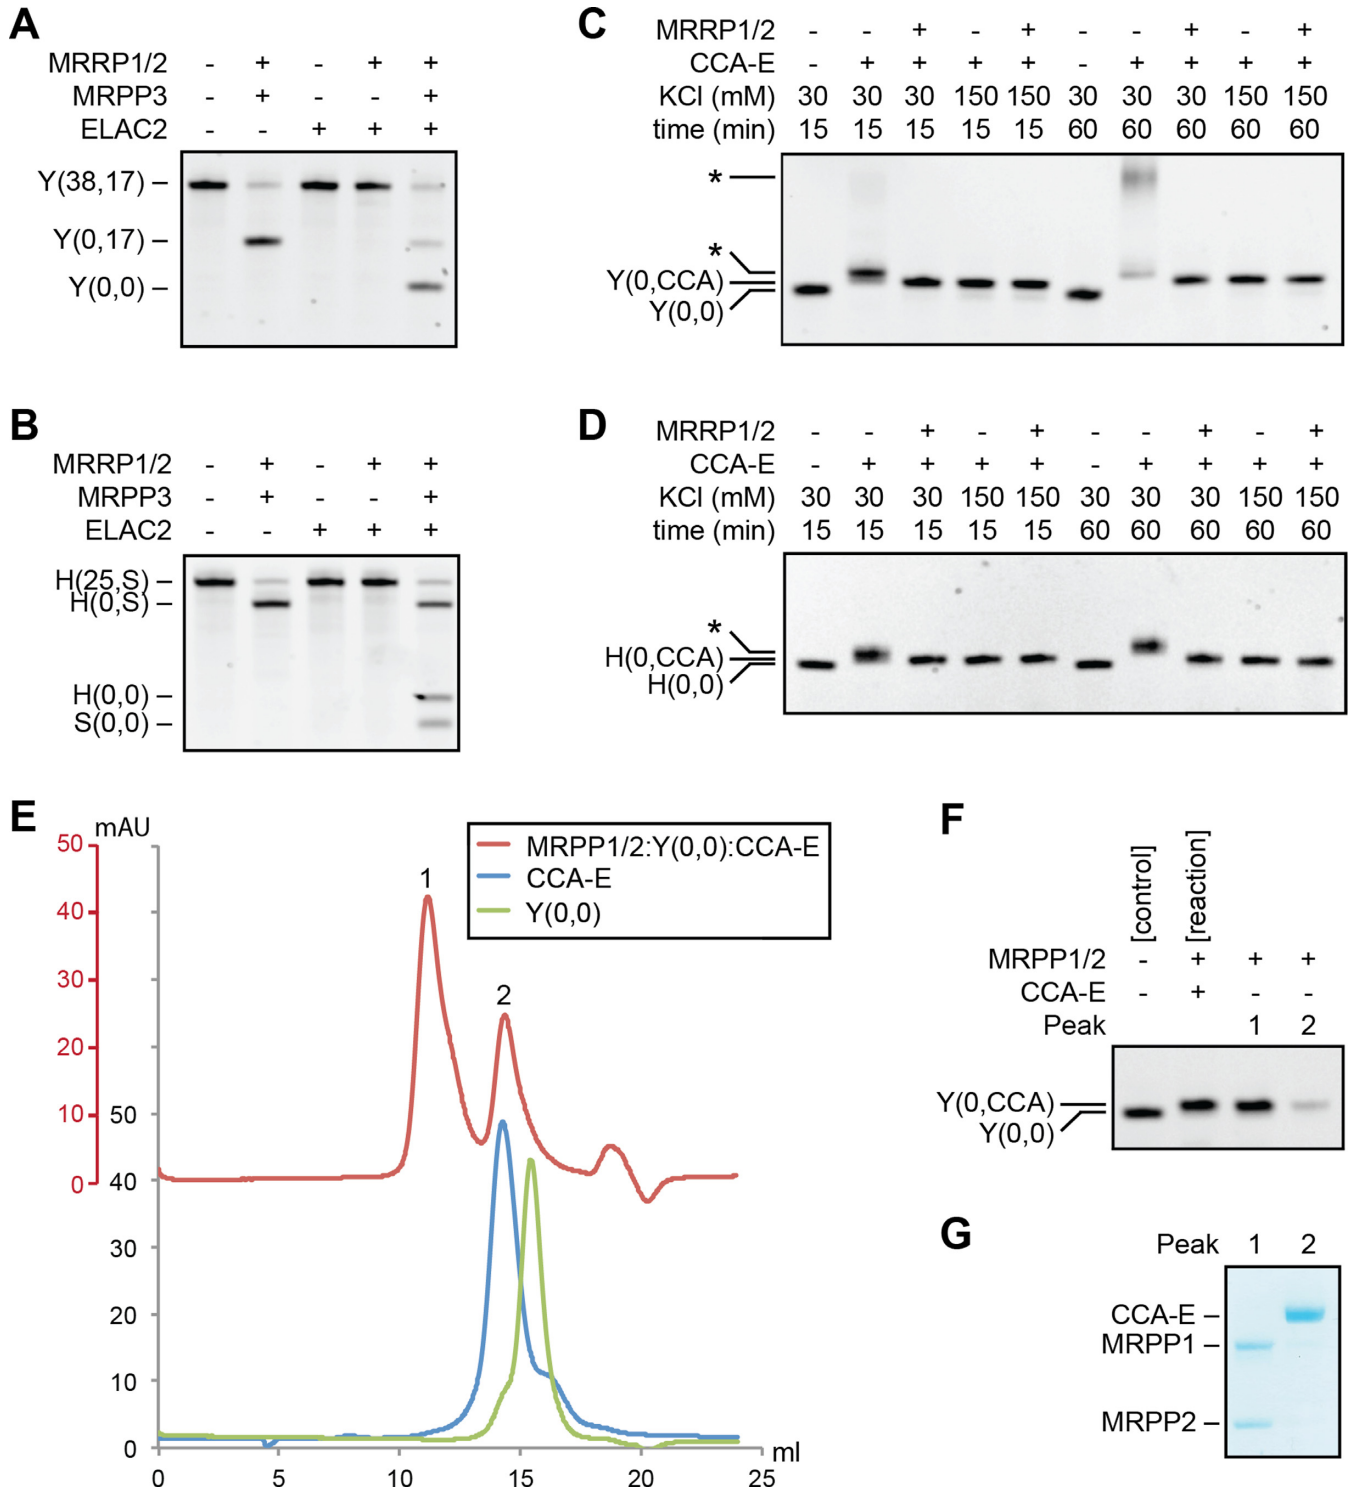 A
MRRP1/2 - + - + +
MRPP3 - + - - +
ELAC2 - - + + +
Y(38,17) –
Y(0,17) –
Y(0,0) –
B
MRRP1/2 - + - + +
MRPP3 - + - - +
ELAC2 - - + + +
H(25,S) –
H(0,S) –
H(0,0) –
S(0,0) –
C
MRRP1/2 - - + - + - - + - +
CCA-E - + + + + - + + + +
KCl (mM) 30 30 30 150 150 30 30 30 150 150
time (min) 15 15 15 15 15 60 60 60 60 60
*
*
Y(0,CCA)
Y(0,0)
D
MRRP1/2 - - + - + - - + - +
CCA-E - + + + + - + + + +
KCl (mM) 30 30 30 150 150 30 30 30 150 150
time (min) 15 15 15 15 15 60 60 60 60 60
*
H(0,CCA)
H(0,0)
E
mAU
50
40
30
20
10
0
50
40
30
20
10
0
0 5 10 15 20 25
ml
1
2
MRPP1/2:Y(0,0):CCA-E
CCA-E
Y(0,0)
F
[control]
[reaction]
MRPP1/2 - + + +
CCA-E - + - -
Peak 1 2
Y(0,CCA)
Y(0,0)
G
Peak 1 2
CCA-E –
MRPP1 –
MRPP2 –